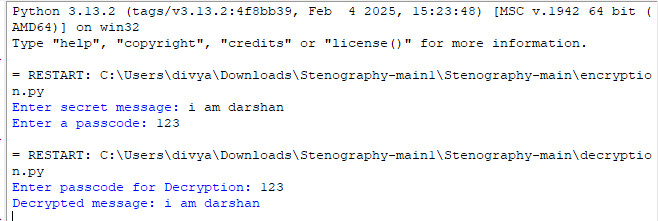 Python 3.13.2 (tags/v3.13.2:4f8bb39, Feb  4 2025, 15:23:48) [MSC v.1942 64 bit (
AMD64)] on win32
Type "help", "copyright", "credits" or "license()" for more information.
= RESTART: C:\Users\divya\Downloads\Stenography-main1\Stenography-main\encryptio
n.py
Enter secret message: i am darshan
Enter a passcode: 123
= RESTART: C:\Users\divya\Downloads\Stenography-main1\Stenography-main\decryptio
n.py
Enter passcode for Decryption: 123
Decrypted message: i am darshan